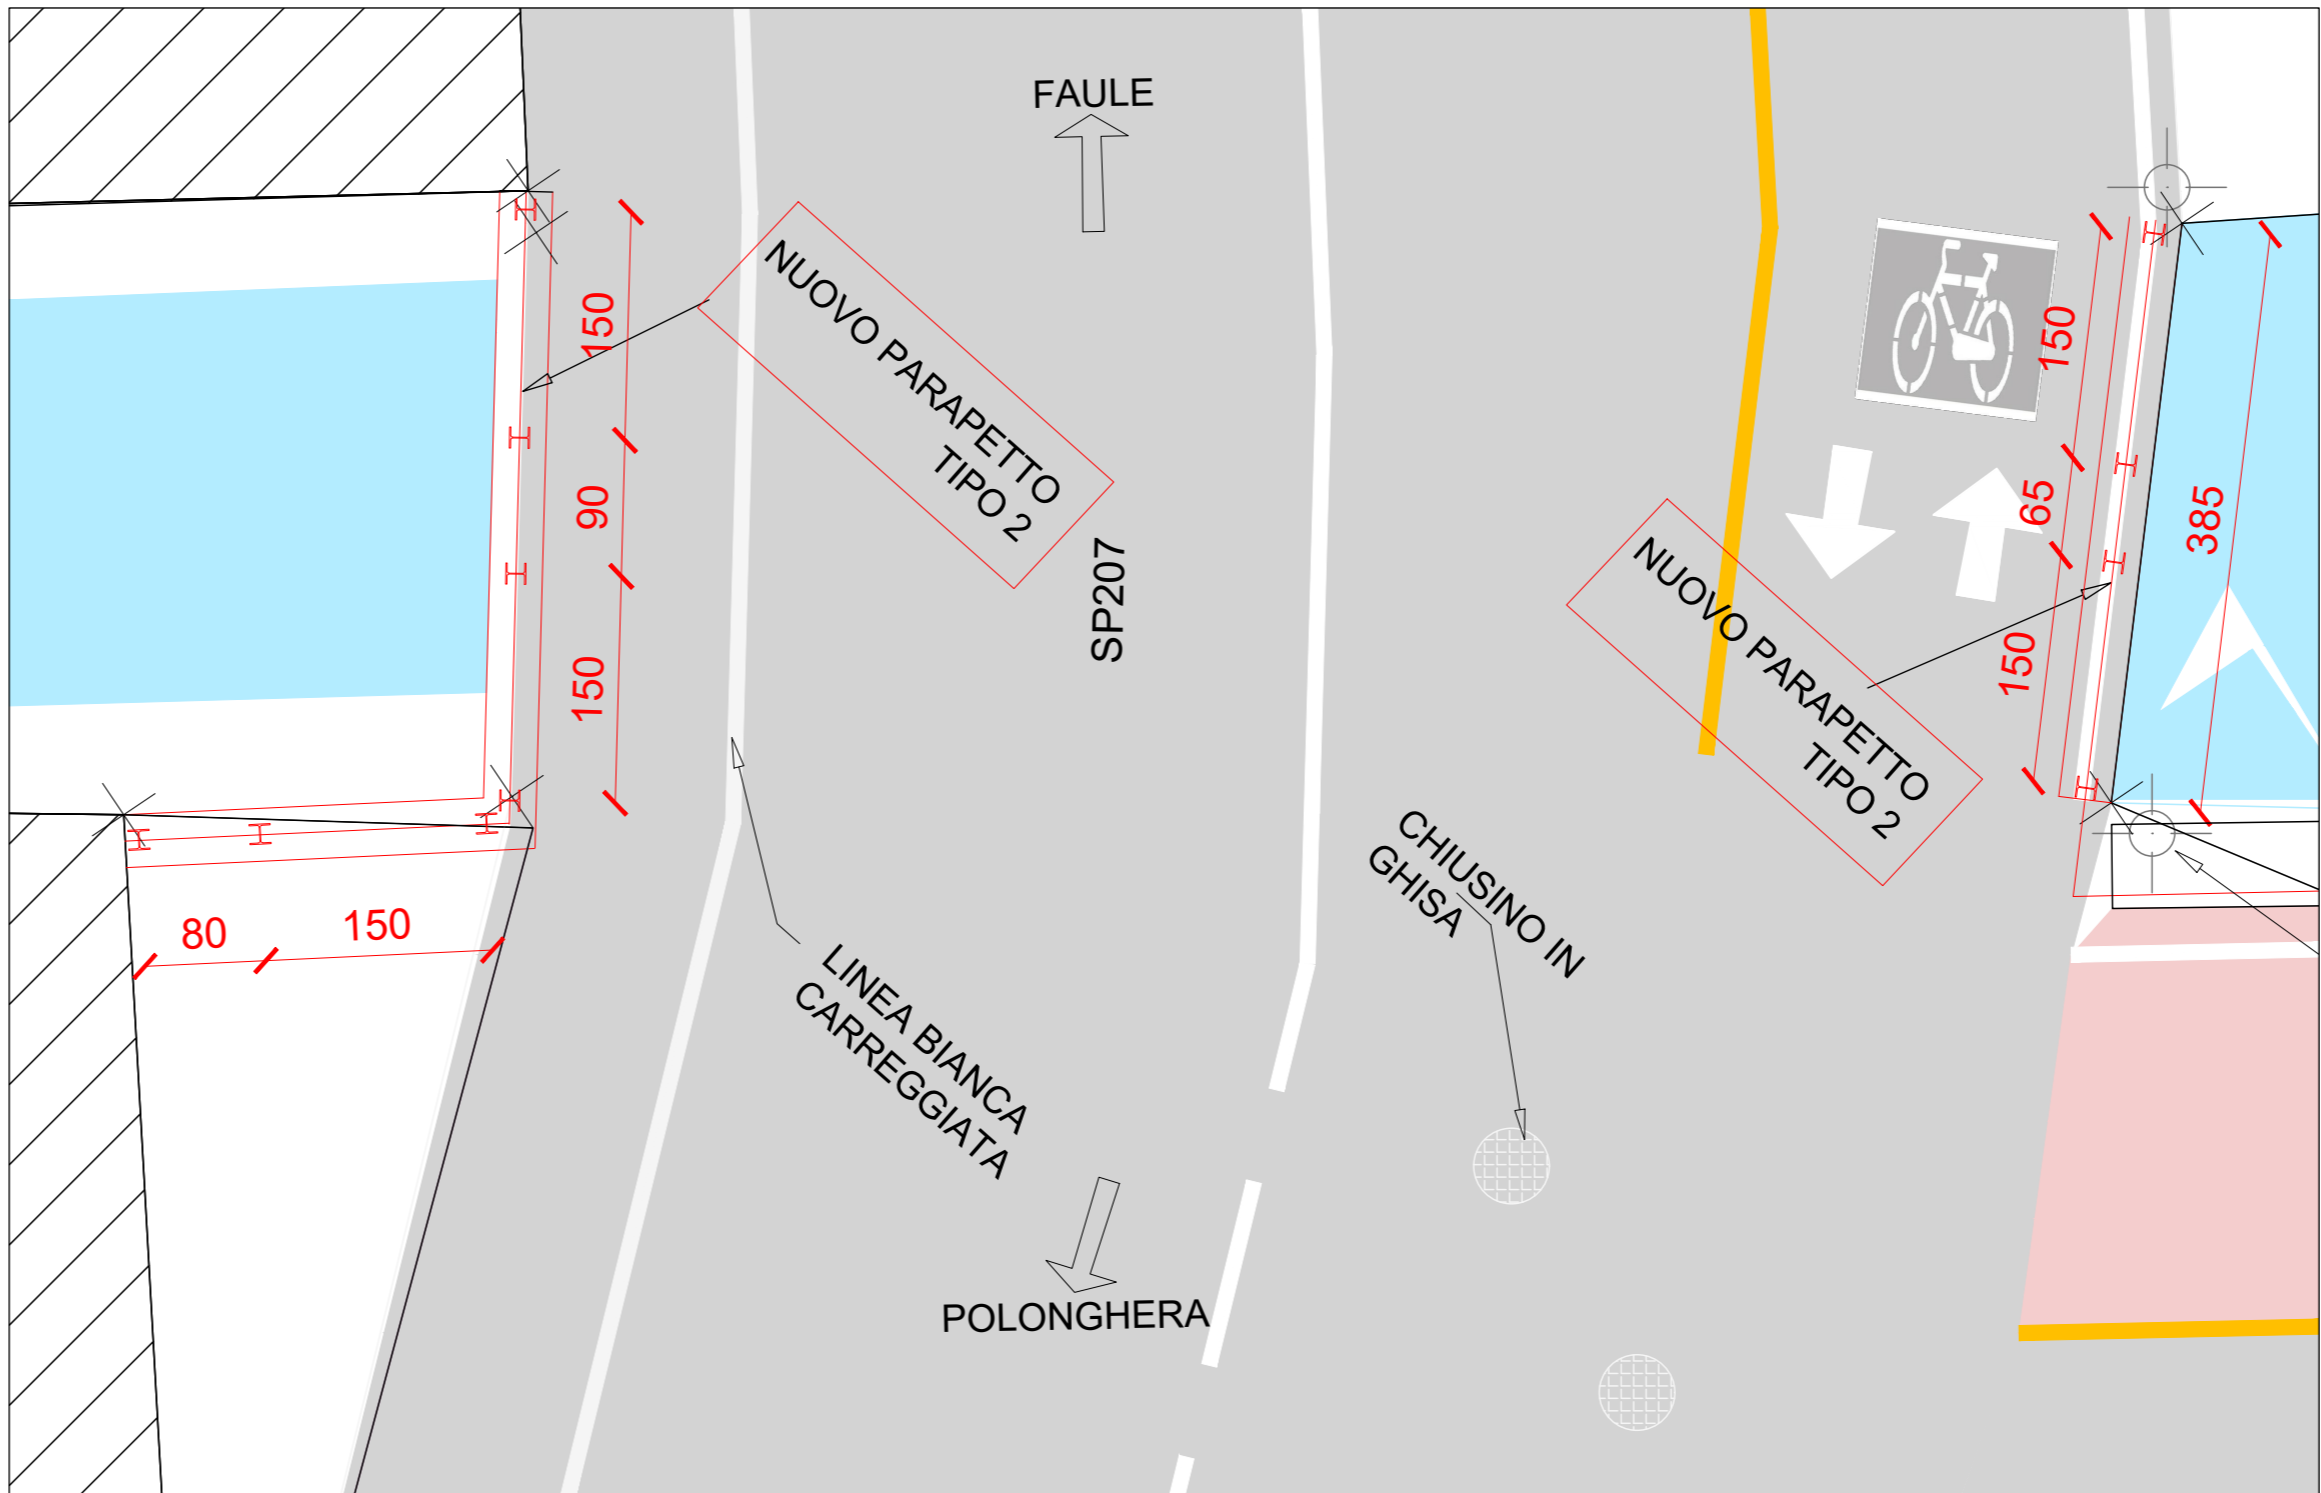 FAULE
NUOVO PARAPETTO
TIPO 2
150
90
150
SP207
150
65
150
385
NUOVO PARAPETTO
TIPO 2
CHIUSINO IN
GHISA
80
150
LINEA BIANCA
CARREGGIATA
POLONGHERA